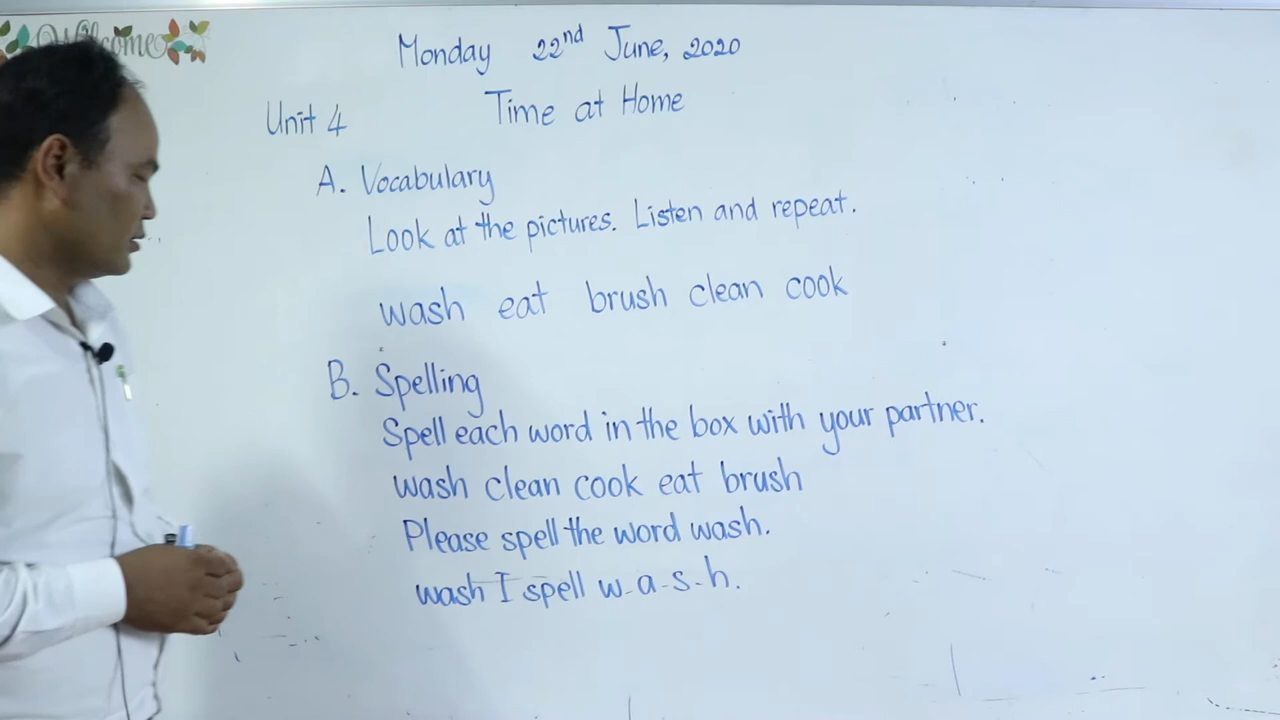 Welcome
Monday 22nd June, 2020
Unit 4 Time at Home
A. Vocabulary
Look at the pictures. Listen and repeat.
wash eat brush clean cook
B. Spelling
Spell each word in the box with your partner.
wash clean cook eat brush
Please spell the word wash.
wash I spell w-a-s-h.